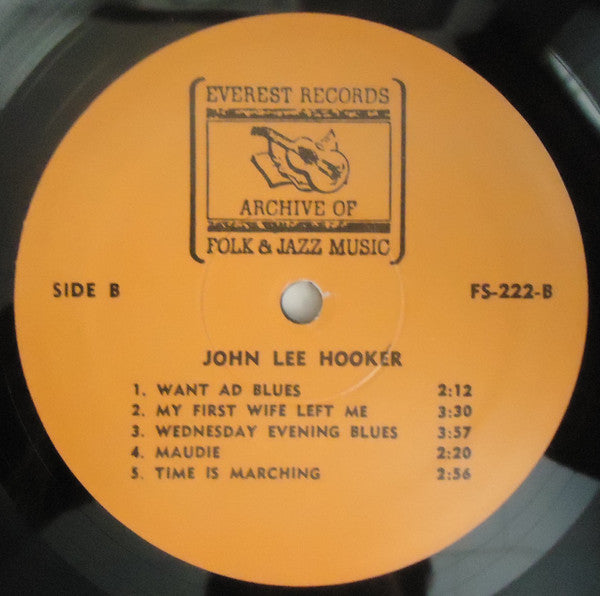 EVEREST RECORDS
ARCHIVE OF
FOLK & JAZZ MUSIC
SIDE B
FS-222-B
JOHN LEE HOOKER
1. WANT AD BLUES 2:12
2. MY FIRST WIFE LEFT ME 3:30
3. WEDNESDAY EVENING BLUES 3:57
4. MAUDIE 2:20
5. TIME IS MARCHING 2:56